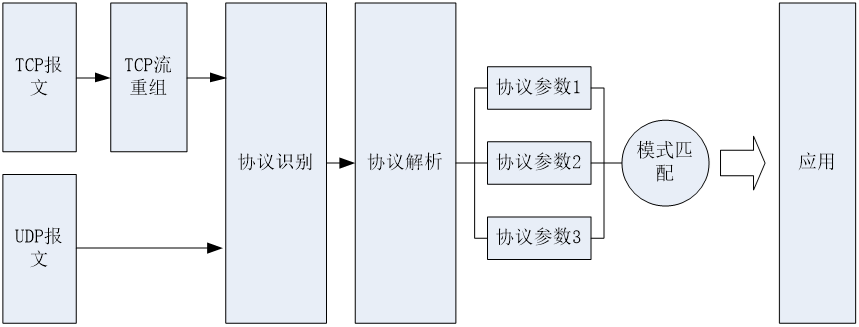 TCP报
文
TCP流
重组
UDP报
文
协议识别
协议解析
协议参数1
协议参数2
协议参数3
模式匹
配
应用